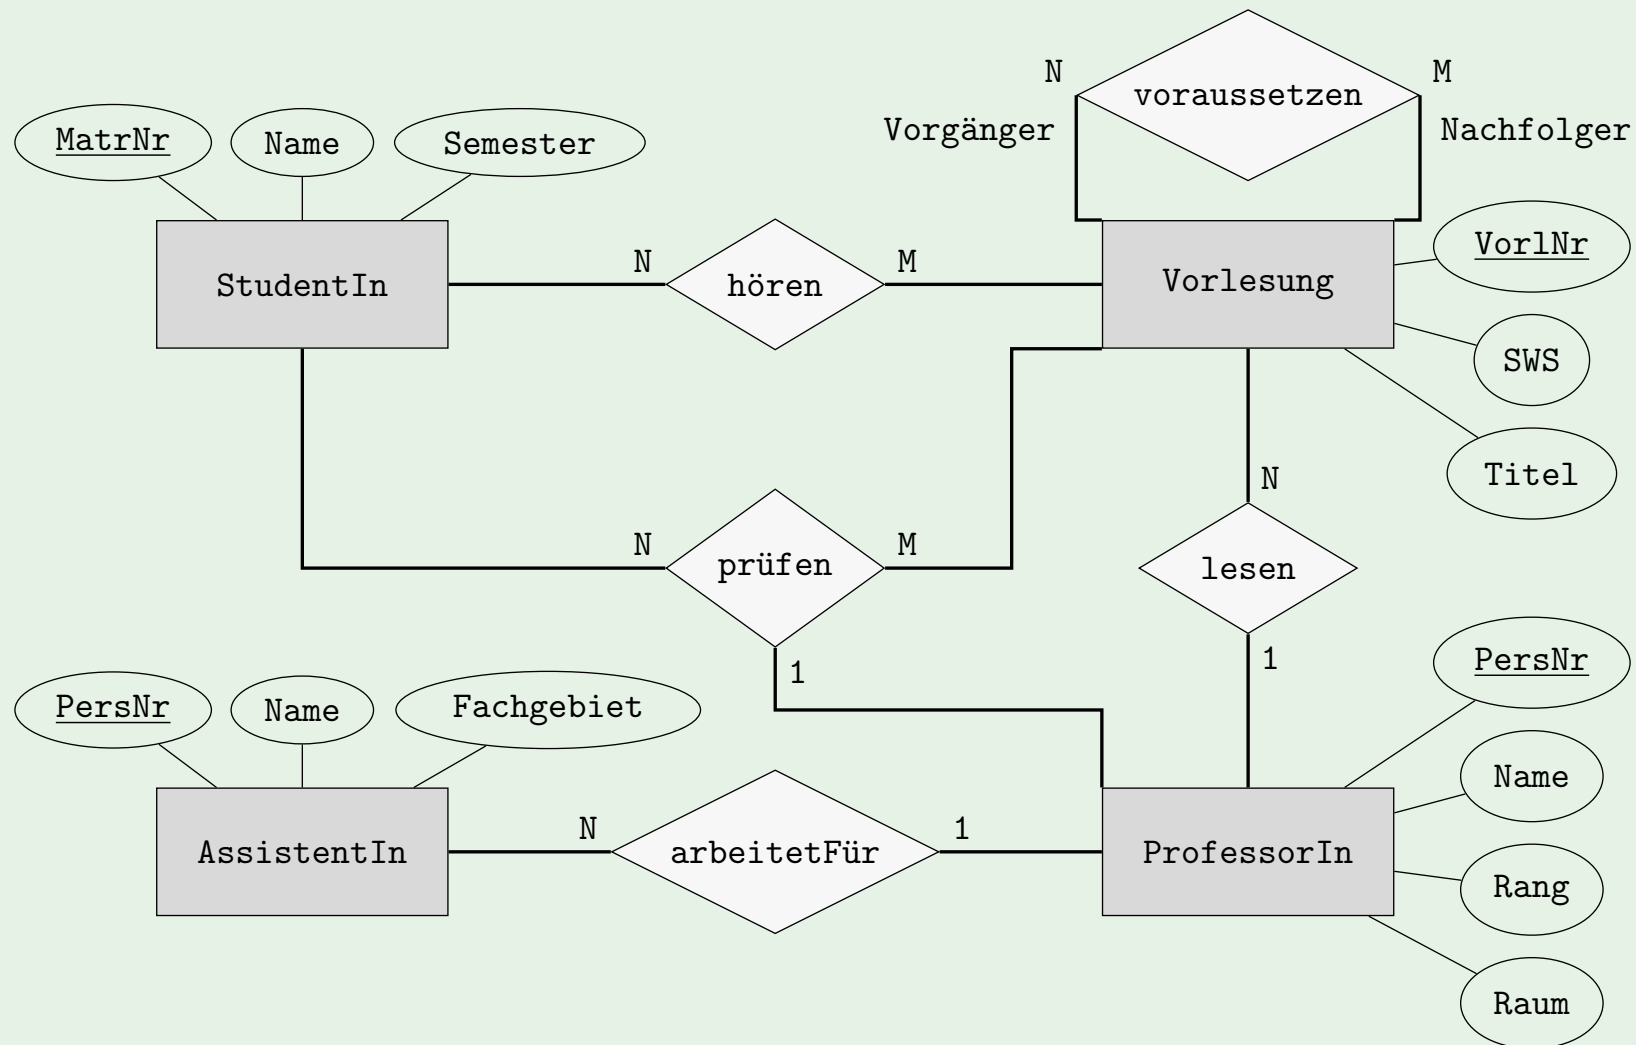 N
voraussetzen
M
Vorgänger
Nachfolger
MatrNr
Name
Semester
StudentIn
N
hören
M
Vorlesung
VorlNr
SWS
Titel
N
prüfen
M
1
N
lesen
1
PersNr
Name
Fachgebiet
AssistentIn
N
arbeitetFür
1
ProfessorIn
PersNr
Name
Rang
Raum